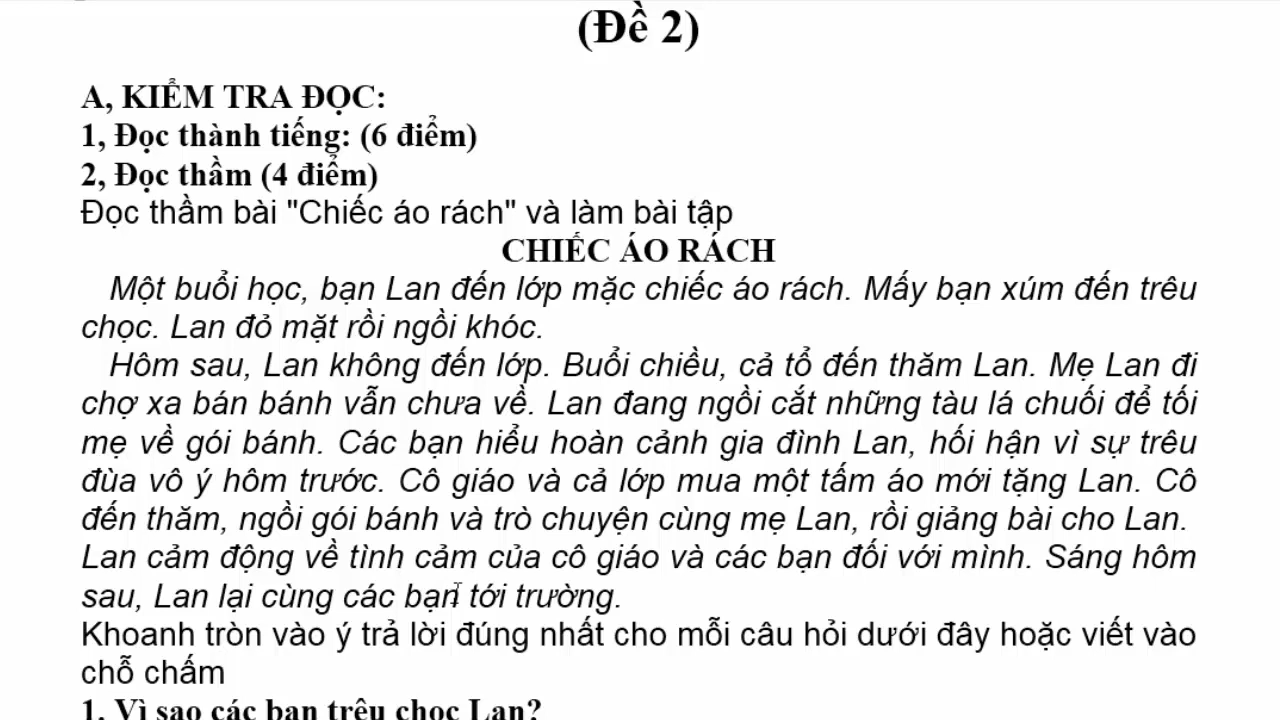 (Đề 2)
A, KIỂM TRA ĐỌC:
1, Đọc thành tiếng: (6 điểm)
2, Đọc thầm (4 điểm)
Đọc thầm bài "Chiếc áo rách" và làm bài tập
CHIẾC ÁO RÁCH
Một buổi học, bạn Lan đến lớp mặc chiếc áo rách. Mấy bạn xúm đến trêu
chọc. Lan đỏ mặt rồi ngồi khóc.
Hôm sau, Lan không đến lớp. Buổi chiều, cả tổ đến thăm Lan. Mẹ Lan đi
chợ xa bán bánh vẫn chưa về. Lan đang ngồi cắt những tàu lá chuối để tối
mẹ về gói bánh. Các bạn hiểu hoàn cảnh gia đình Lan, hối hận vì sự trêu
đùa vô ý hôm trước. Cô giáo và cả lớp mua một tấm áo mới tặng Lan. Cô
đến thăm, ngồi gói bánh và trò chuyện cùng mẹ Lan, rồi giảng bài cho Lan.
Lan cảm động về tình cảm của cô giáo và các bạn đối với mình. Sáng hôm
sau, Lan lại cùng các bạn tới trường.
Khoanh tròn vào ý trả lời đúng nhất cho mỗi câu hỏi dưới đây hoặc viết vào
chỗ chấm
1. Vì sao các bạn trêu chọc Lan?